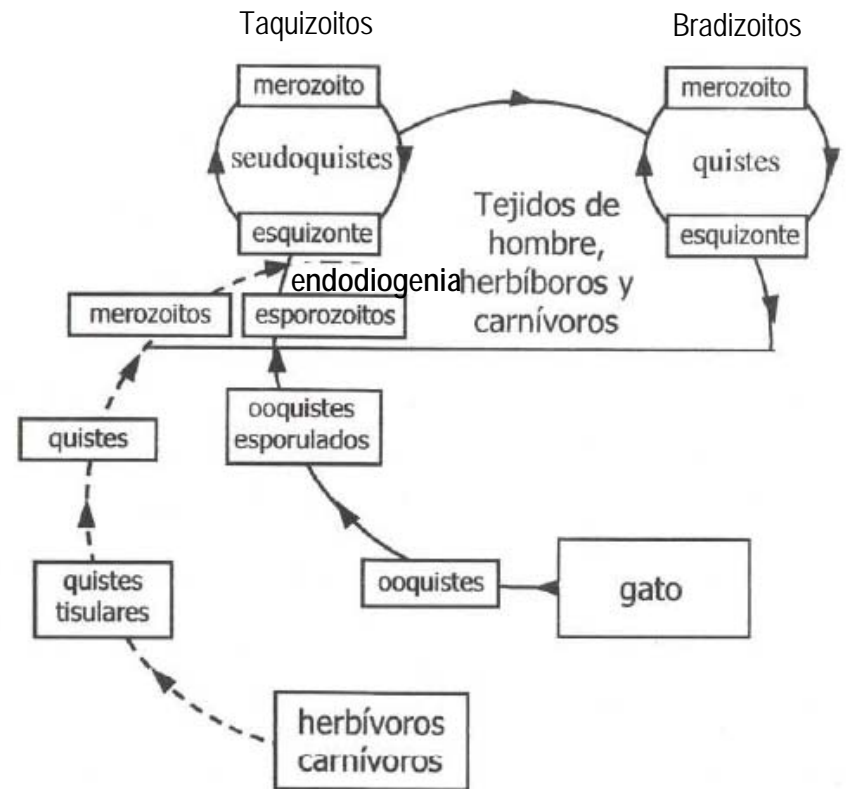 Taquizoitos
Bradizoitos
merozoito
merozoito
seudoquistes
quistes
esquizonte
esquizonte
Tejidos de
hombre,
herbíboros y
carnívoros
endodiogenia
merozoitos
esporozoitos
quistes
ooquistes
esporulados
quistes
tisulares
ooquistes
gato
herbívoros
carnívoros